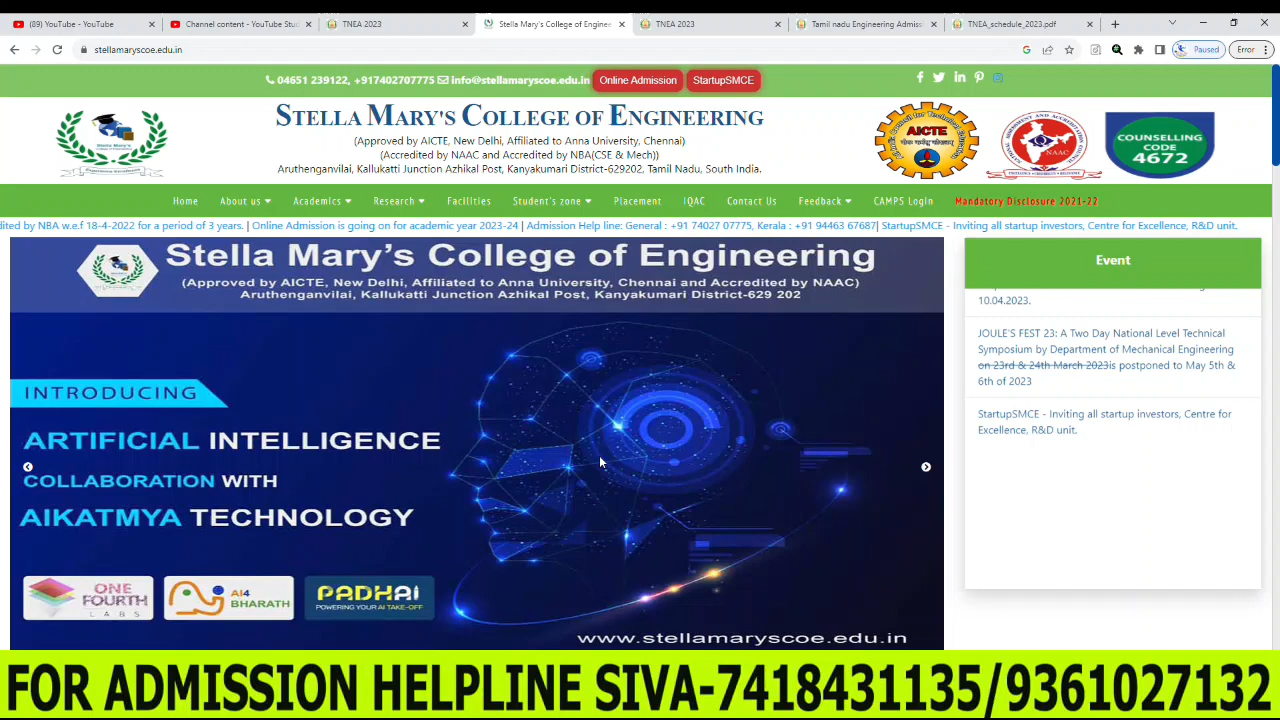 (89) YouTube - YouTube
Channel content - YouTube Stu
TNEA 2023
Stella Mary's College of Enginee
TNEA 2023
Tamil nadu Engineering Admiss
TNEA_schedule_2023.pdf
stellamaryscoe.edu.in
Paused
Error
04651 239122, +917402707775 info@stellamaryscoe.edu.in Online Admission StartupSMCE
STELLA MARY'S COLLEGE OF ENGINEERING
(Approved by AICTE, New Delhi, Affiliated to Anna University, Chennai)
(Accredited by NAAC and Accredited by NBA(CSE & Mech))
Aruthenganvilai, Kallukatti Junction Azhikal Post, Kanyakumari District-629202, Tamil Nadu, South India.
AICTE
NAAC
COUNSELLING
CODE
4672
Home About us Academics Research Facilities Student's zone Placement IQAC Contact Us Feedback CAMPS Login Mandatory Disclosure 2021-22
dited by NBA w.e.f 18-4-2022 for a period of 3 years. | Online Admission is going on for academic year 2023-24 | Admission Help line: General : +91 74027 07775, Kerala : +91 94463 67687| StartupSMCE - Inviting all startup investors, Centre for Excellence, R&D unit.
Stella Mary's College of Engineering
(Approved by AICTE, New Delhi, Affiliated to Anna University, Chennai and Accredited by NAAC)
Aruthenganvilai, Kallukatti Junction Azhikal Post, Kanyakumari District-629 202
INTRODUCING
ARTIFICIAL INTELLIGENCE
COLLABORATION WITH
AIKATMYA TECHNOLOGY
ONE
FOURTH
LABS
AI4
BHARATH
PADHAI
POWERING YOUR AI TAKE-OFF
www.stellamaryscoe.edu.in
Event
10.04.2023.
JOULE'S FEST 23: A Two Day National Level Technical
Symposium by Department of Mechanical Engineering
on 23rd & 24th March 2023is postponed to May 5th &
6th of 2023
StartupSMCE - Inviting all startup investors, Centre for
Excellence, R&D unit.
FOR ADMISSION HELPLINE SIVA-7418431135/9361027132